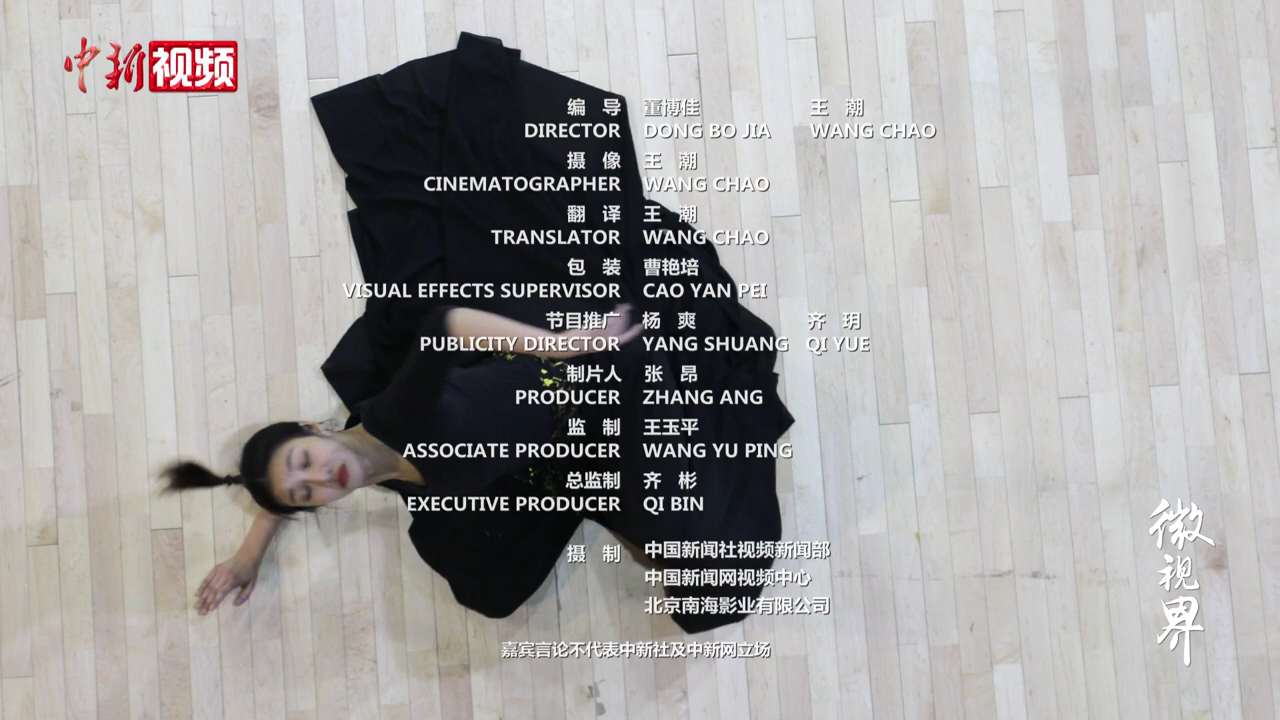 中新视频
编 导 董博佳 王 潮
DIRECTOR DONG BO JIA WANG CHAO
摄 像 王 潮
CINEMATOGRAPHER WANG CHAO
翻 译 王 潮
TRANSLATOR WANG CHAO
包 装 曹艳培
VISUAL EFFECTS SUPERVISOR CAO YAN PEI
节目推广 杨 爽 齐 玥
PUBLICITY DIRECTOR YANG SHUANG QI YUE
制片人 张 昂
PRODUCER ZHANG ANG
监 制 王玉平
ASSOCIATE PRODUCER WANG YU PING
总监制 齐 彬
EXECUTIVE PRODUCER QI BIN
摄 制 中国新闻社视频新闻部
中国新闻网视频中心
北京南海影业有限公司
嘉宾言论不代表中新社及中新网立场
微视界